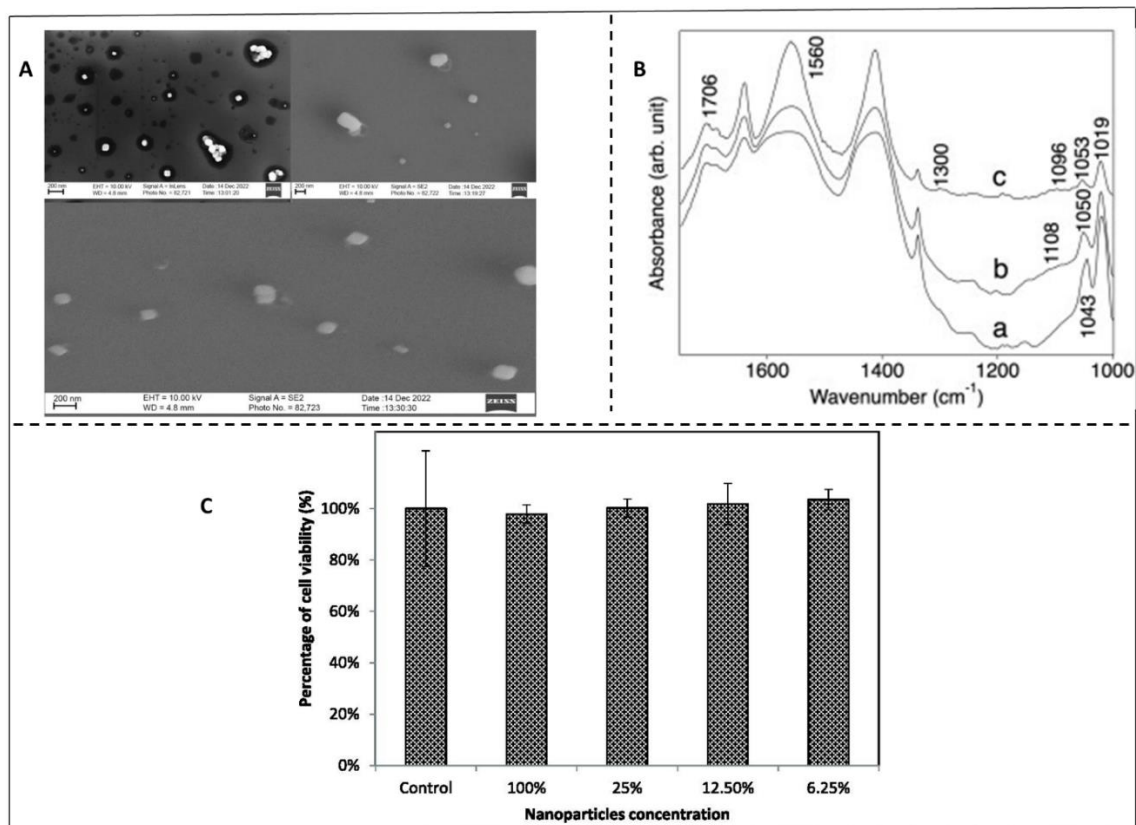 A
200 nm EHT = 10.00 kV Signal A = InLens Date :14 Dec 2022
WD = 4.8 mm Photo No. = 82,721 Time :13:01:20
ZEISS
200 nm EHT = 10.00 kV Signal A = SE2 Date :14 Dec 2022
WD = 4.8 mm Photo No. = 82,722 ZEISS
200 nm EHT = 10.00 kV Signal A = SE2 Date :14 Dec 2022
WD = 4.8 mm Photo No. = 82,723 Time :13:30:30
ZEISS
B
Absorbance (arb. unit)
1706
1560
1300
1096
1053
1019
c
1050
1108
b
1043
a
1600 1400 1200 1000
Wavenumber (cm⁻¹)
C
Percentage of cell viability (%)
100%
80%
60%
40%
20%
0%
Control 100% 25% 12.50% 6.25%
Nanoparticles concentration